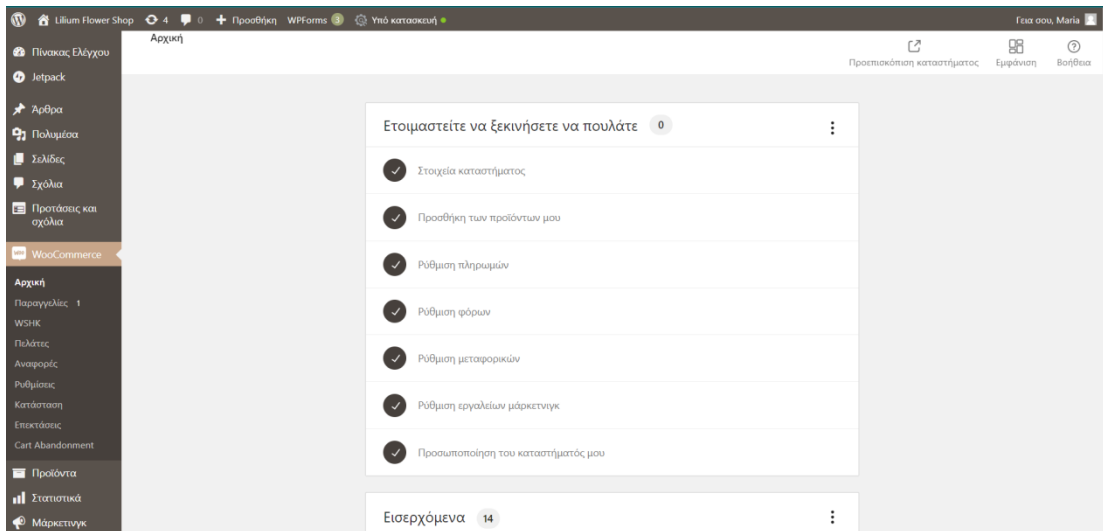 Lilium Flower Shop 4 0 Προσθήκη WPForms 3 Υπό κατασκευή Γεια σου, Maria
Πίνακας Ελέγχου
Jetpack
Άρθρα
Πολυμέσα
Σελίδες
Σχόλια
Προτάσεις και
σχόλια
WooCommerce
Αρχική
Παραγγελίες 1
WSHK
Πελάτες
Αναφορές
Ρυθμίσεις
Κατάσταση
Επεκτάσεις
Cart Abandonment
Προϊόντα
Στατιστικά
Μάρκετινγκ
Αρχική
Προεπισκόπιση καταστήματος Εμφάνιση Βοήθεια
Ετοιμαστείτε να ξεκινήσετε να πουλάτε 0
Στοιχεία καταστήματος
Προσθήκη των προϊόντων μου
Ρύθμιση πληρωμών
Ρύθμιση φόρων
Ρύθμιση μεταφορικών
Ρύθμιση εργαλείων μάρκετνιγκ
Προσωποποίηση του καταστήματός μου
Εισερχόμενα 14